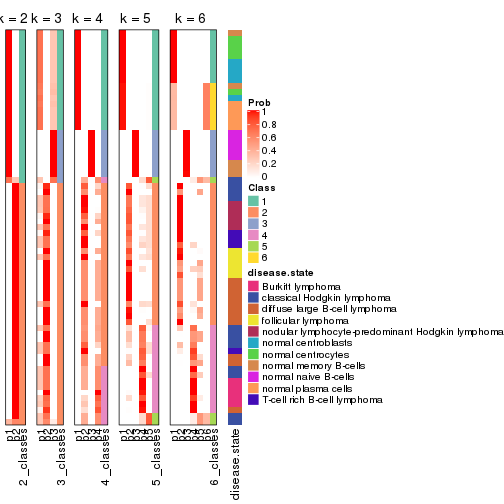 k = 2 k = 3 k = 4 k = 5 k = 6
Prob
1
0.8
0.6
0.4
0.2
0
Class
1
2
3
4
5
6
disease.state
Burkitt lymphoma
classical Hodgkin lymphoma
diffuse large B-cell lymphoma
follicular lymphoma
nodular lymphocyte-predominant Hodgkin lymphoma
normal centroblasts
normal centrocytes
normal memory B-cells
normal naive B-cells
normal plasma cells
T-cell rich B-cell lymphoma
p1 p2 2_classes p1 p2 p3 3_classes p1 p2 p3 p4 4_classes p1 p2 p3 p4 p5 5_classes p1 p2 p3 p4 p5 p6 6_classes disease.state